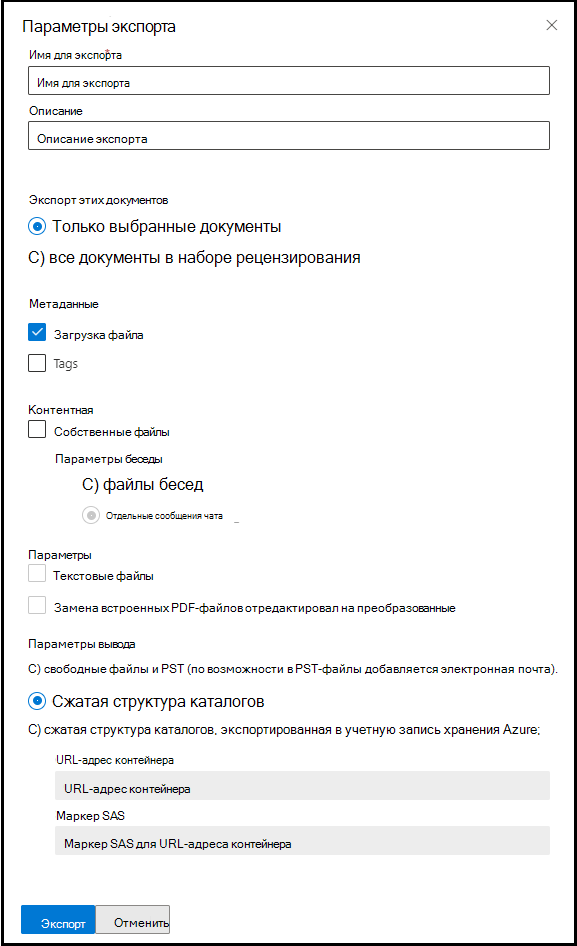 Параметры экспорта
Имя для экспорта*
Имя для экспорта
Описание
Описание экспорта
Экспорт этих документов
Только выбранные документы
С) все документы в наборе рецензирования
Метаданные
Загрузка файла
Tags
Контентная
Собственные файлы
Параметры беседы
С) файлы бесед
Отдельные сообщения чата _
Параметры
Текстовые файлы
Замена встроенных PDF-файлов отредактировал на преобразованные
Параметры вывода
С) свободные файлы и PST (по возможности в PST-файлы добавляется электронная почта).
Сжатая структура каталогов
С) сжатая структура каталогов, экспортированная в учетную запись хранения Azure;
URL-адрес контейнера
URL-адрес контейнера
Маркер SAS
Маркер SAS для URL-адреса контейнера
Экспорт Отменить